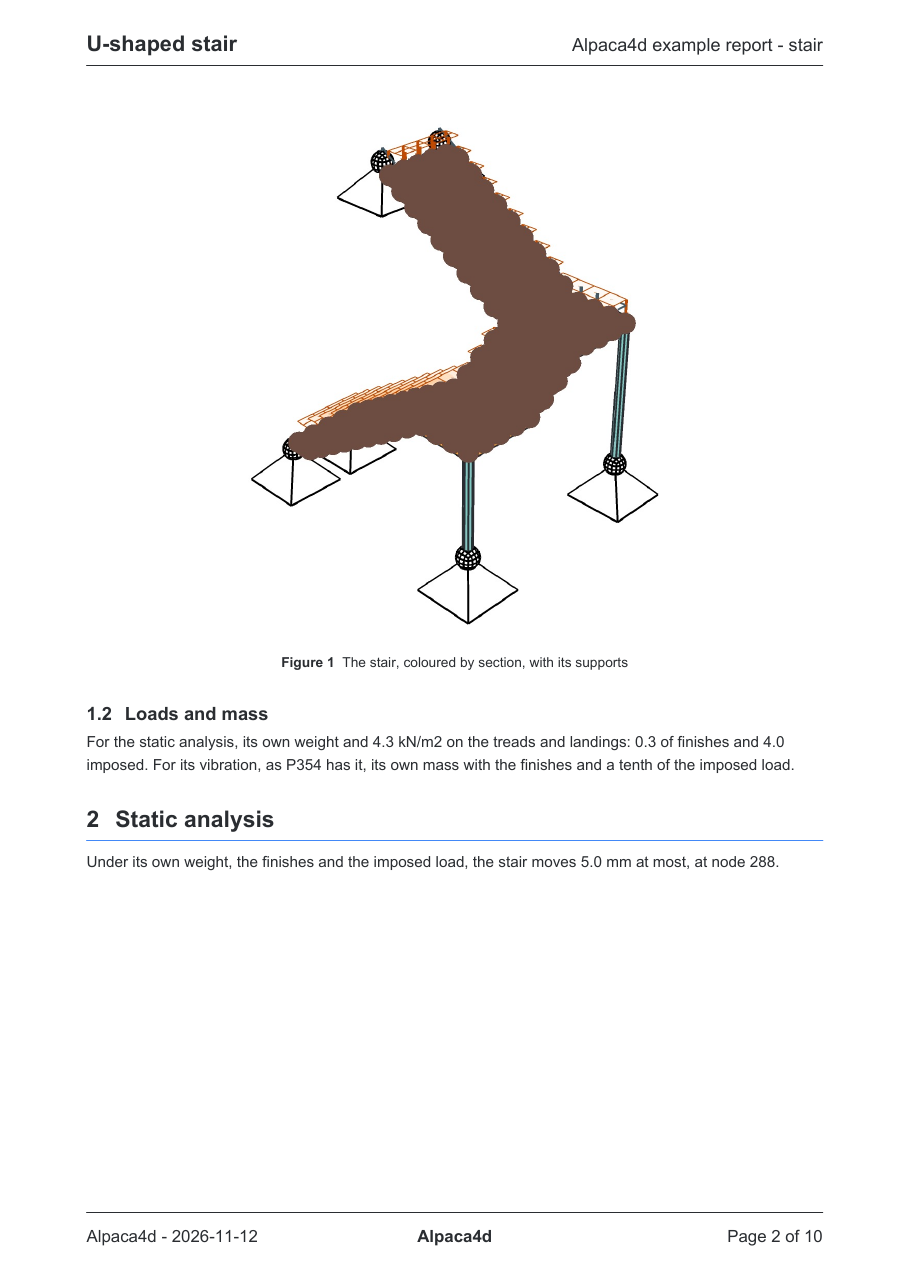 U-shaped stair
Alpaca4d example report - stair
Figure 1 The stair, coloured by section, with its supports
1.2 Loads and mass
For the static analysis, its own weight and 4.3 kN/m2 on the treads and landings: 0.3 of finishes and 4.0
imposed. For its vibration, as P354 has it, its own mass with the finishes and a tenth of the imposed load.
2 Static analysis
Under its own weight, the finishes and the imposed load, the stair moves 5.0 mm at most, at node 288.
Alpaca4d - 2026-11-12
Alpaca4d
Page 2 of 10